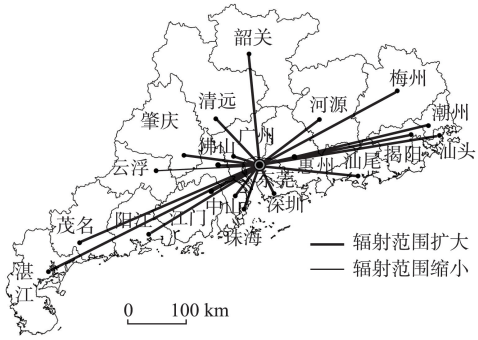 韶关
梅州
清远
河源
潮州
肇庆
广州
佛山
惠州
汕尾
揭阳
汕头
云浮
东莞
中山
深圳
茂名
阳江
江门
珠海
湛江
辐射范围扩大
辐射范围缩小
0 100 km